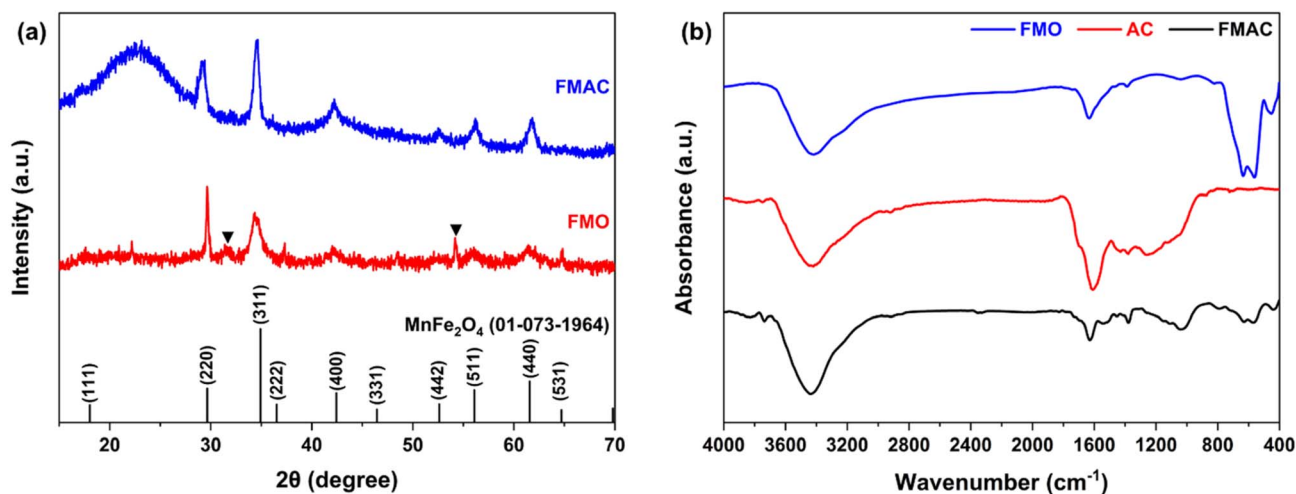 (a)
FMAC
FMO
MnFe₂O₄ (01-073-1964)
(111)
(220)
(311)
(222)
(400)
(331)
(442)
(511)
(440)
(531)
20 30 40 50 60 70
2θ (degree)
Intensity (a.u.)
(b)
FMO AC FMAC
4000 3600 3200 2800 2400 2000 1600 1200 800 400
Wavenumber (cm⁻¹)
Absorbance (a.u.)